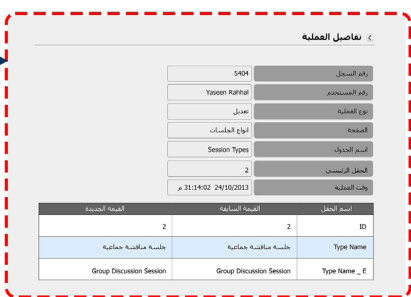 تفاصيل العملية
رقم السجل 5404
رقم المستخدم Yaseen Rahhal
نوع العملية تعديل
الصفحة انواع الجلسات
اسم الجدول Session Types
الحقل الرئيسي 2
وقت العملية 24/10/2013 31:14:02 م
اسم الحقل القيمة السابقة القيمة الجديدة
ID 2 2
Type Name جلسة مناقشة جماعية جلسة مناقشة جماعية
Type Name _ E Group Discussion Session Group Discussion Session